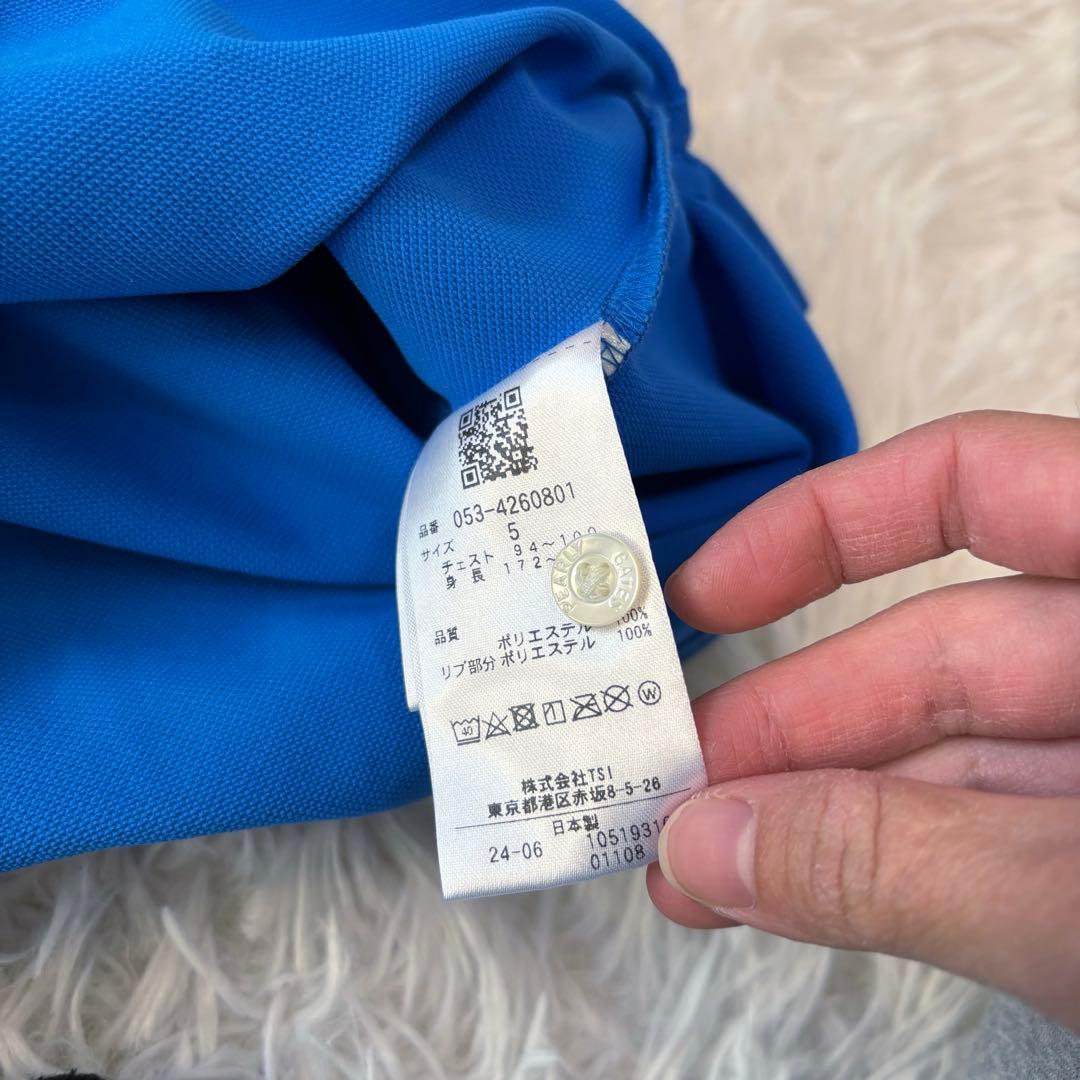 品番 053-4260801
サイズ 5
チェスト 94~100
身長 172~
PEARLY GATES
品質 ポリエステル 100%
リブ部分 ポリエステル 100%
40
W
株式会社TSI
東京都港区赤坂8-5-26
日本製
24-06 1051931
01108